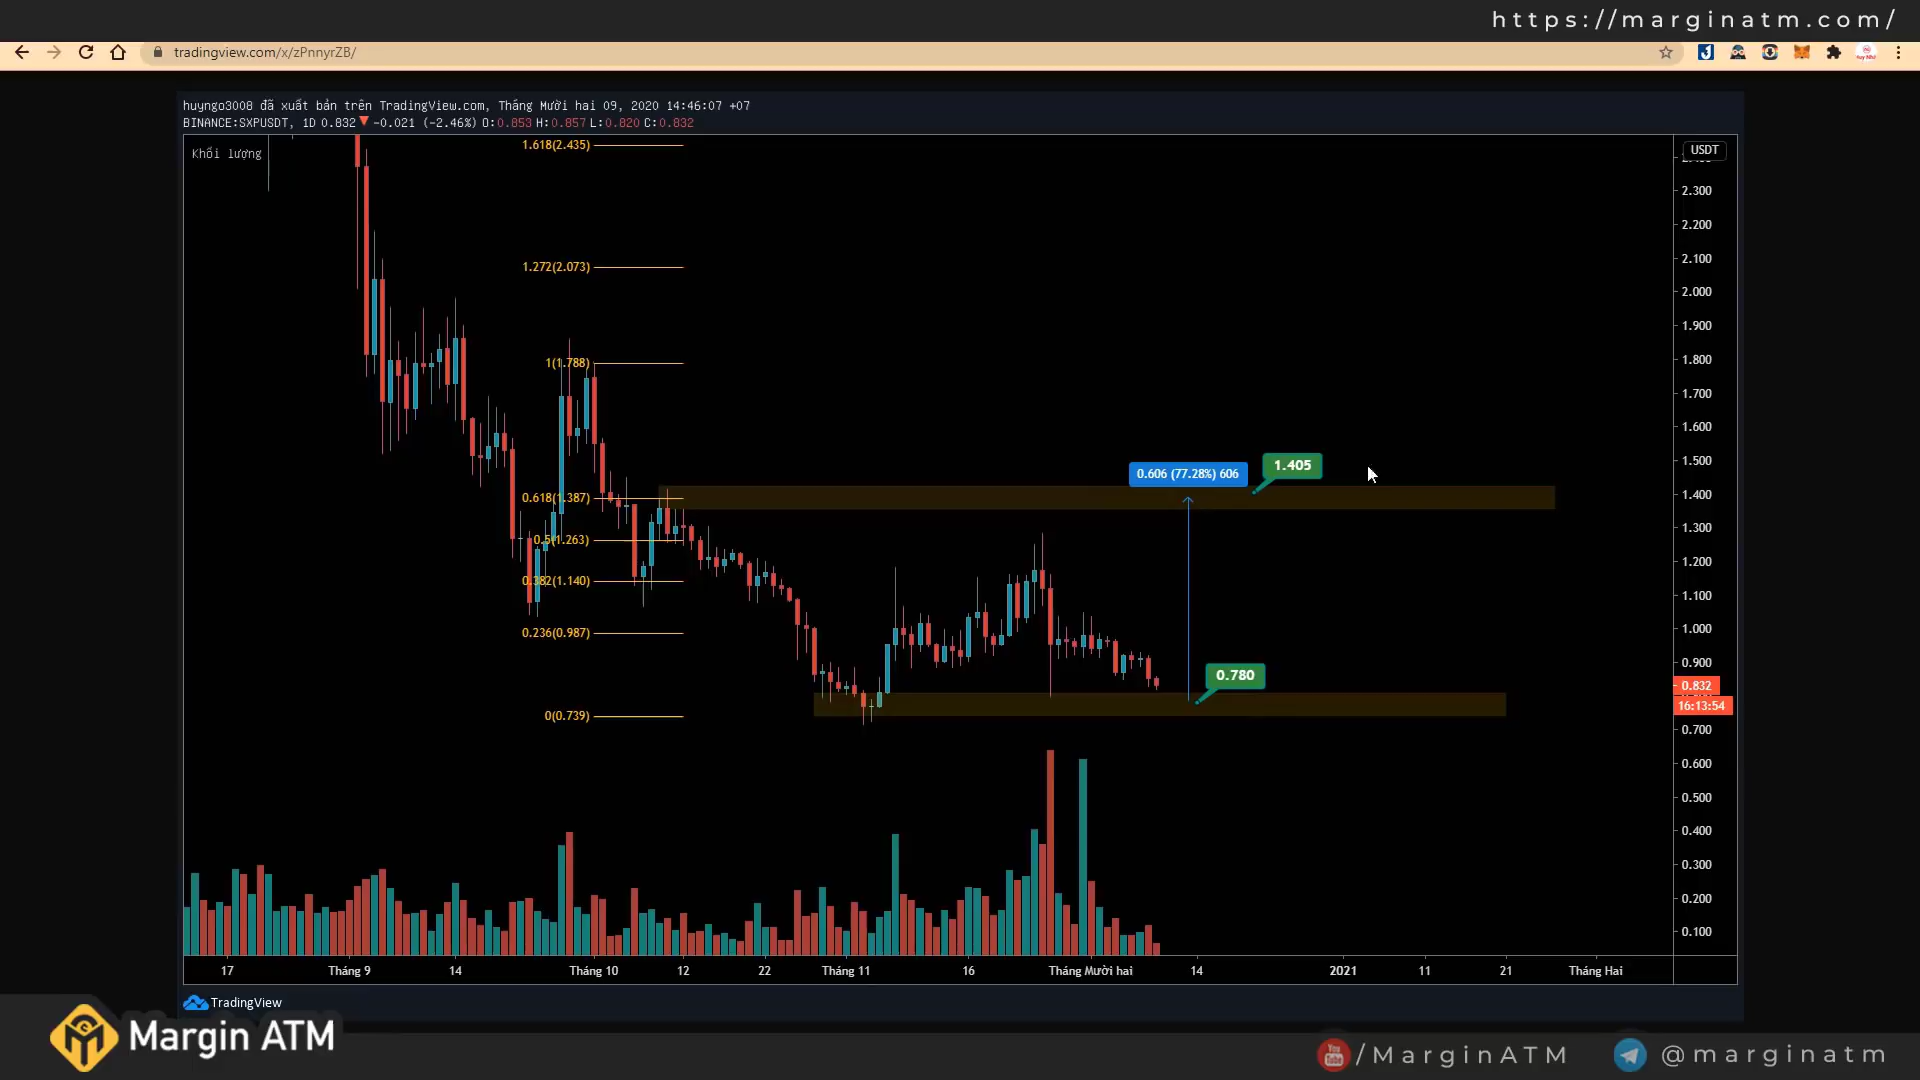 https://marginatm.com/
tradingview.com/x/zPnnyrZB/
huyngo3008 đã xuất bản trên TradingView.com, Tháng Mười hai 09, 2020 14:46:07 +07
BINANCE:SXPUSDT, 1D 0.832 ▼ -0.021 (-2.46%) O:0.853 H:0.857 L:0.820 C:0.832
Khối lượng
USDT
1.618(2.435)
2.300
2.200
1.272(2.073)
2.100
2.000
1.900
1(1.788)
1.800
1.700
1.600
0.606 (77.28%) 606
1.405
1.500
0.618(1.387)
1.400
0.5(1.263)
1.300
0.382(1.140)
1.200
1.100
0.236(0.987)
1.000
0.900
0.780
0.832
16:13:54
0(0.739)
0.700
0.600
0.500
0.400
0.300
0.200
0.100
17
Tháng 9
14
Tháng 10
12
22
Tháng 11
16
Tháng Mười hai
14
2021
11
21
Tháng Hai
TradingView
Margin ATM
You Tube
/MarginATM
@marginatm